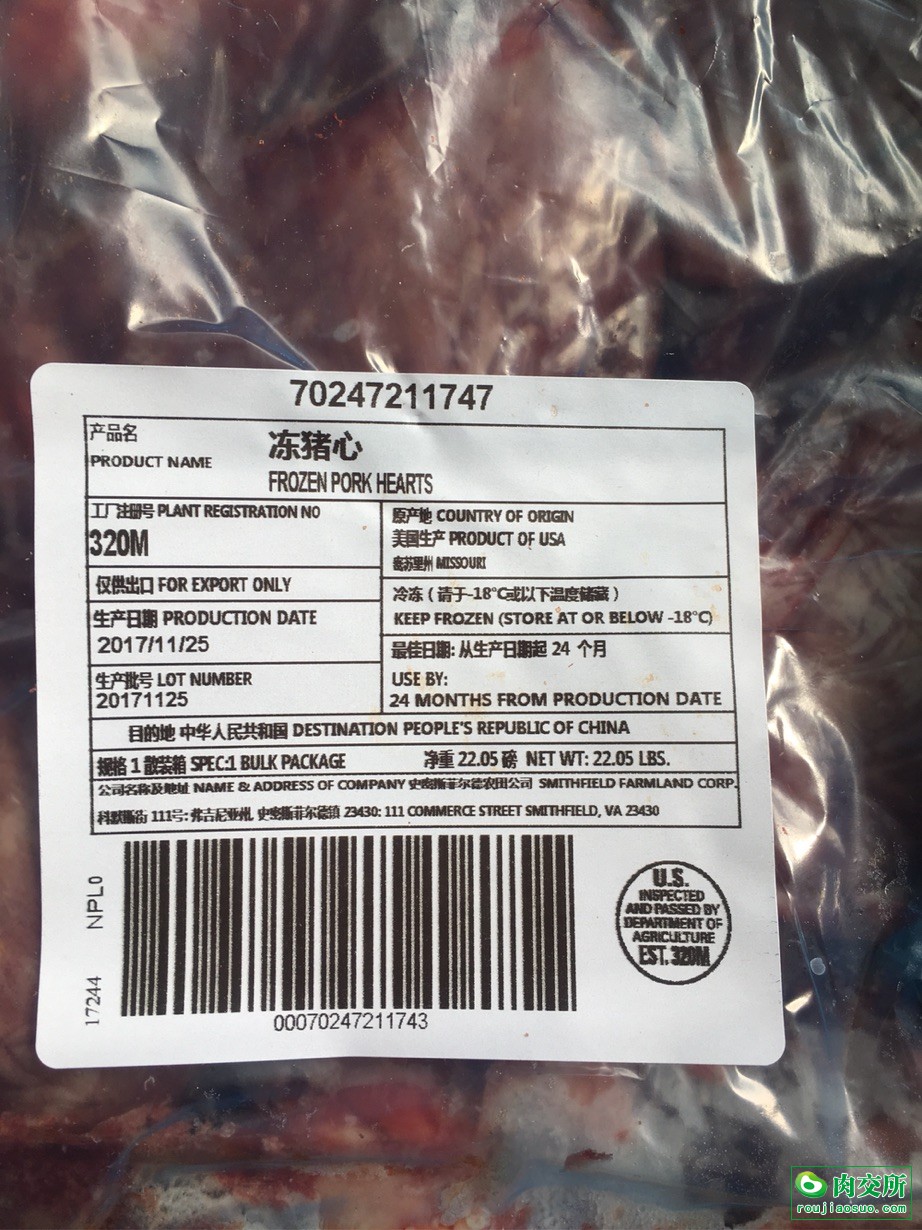 70247211747
产品名
PRODUCT NAME
冻猪心
FROZEN PORK HEARTS
工厂注册号 PLANT REGISTRATION NO
320M
原产地 COUNTRY OF ORIGIN
美国生产 PRODUCT OF USA
密苏里州 MISSOURI
仅供出口 FOR EXPORT ONLY
冷冻（请于-18°C或以下温度储藏）
KEEP FROZEN (STORE AT OR BELOW -18°C)
生产日期 PRODUCTION DATE
2017/11/25
最佳日期: 从生产日期起 24 个月
USE BY:
24 MONTHS FROM PRODUCTION DATE
生产批号 LOT NUMBER
20171125
目的地 中华人民共和国 DESTINATION PEOPLE'S REPUBLIC OF CHINA
规格 1 散装箱 SPEC:1 BULK PACKAGE
净重 22.05 磅 NET WT: 22.05 LBS.
公司名称及地址 NAME & ADDRESS OF COMPANY 史密斯菲尔德农田公司 SMITHFIELD FARMLAND CORP.
科默斯街 111号: 弗吉尼亚州, 史密斯菲尔德镇 23430: 111 COMMERCE STREET SMITHFIELD, VA 23430
17244 NPL0
00070247211743
U.S.
INSPECTED
AND PASSED BY
DEPARTMENT OF
AGRICULTURE
EST. 320M
肉交所
roujiaosuo.com